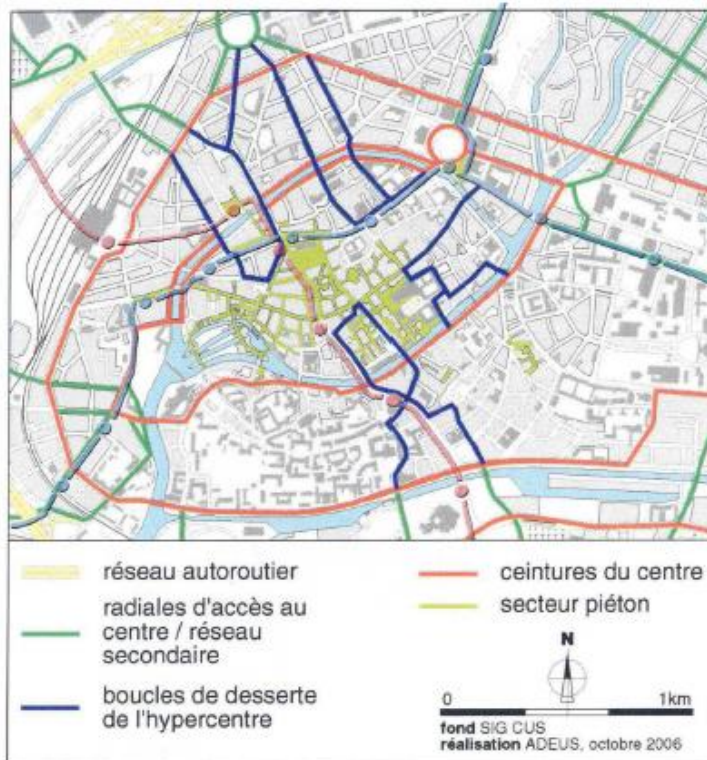 réseau autoroutier
radiales d'accès au
centre / réseau
secondaire
boucles de desserte
de l'hypercentre
ceintures du centre
secteur piéton
N
0 1km
fond SIG CUS
réalisation ADEUS, octobre 2006